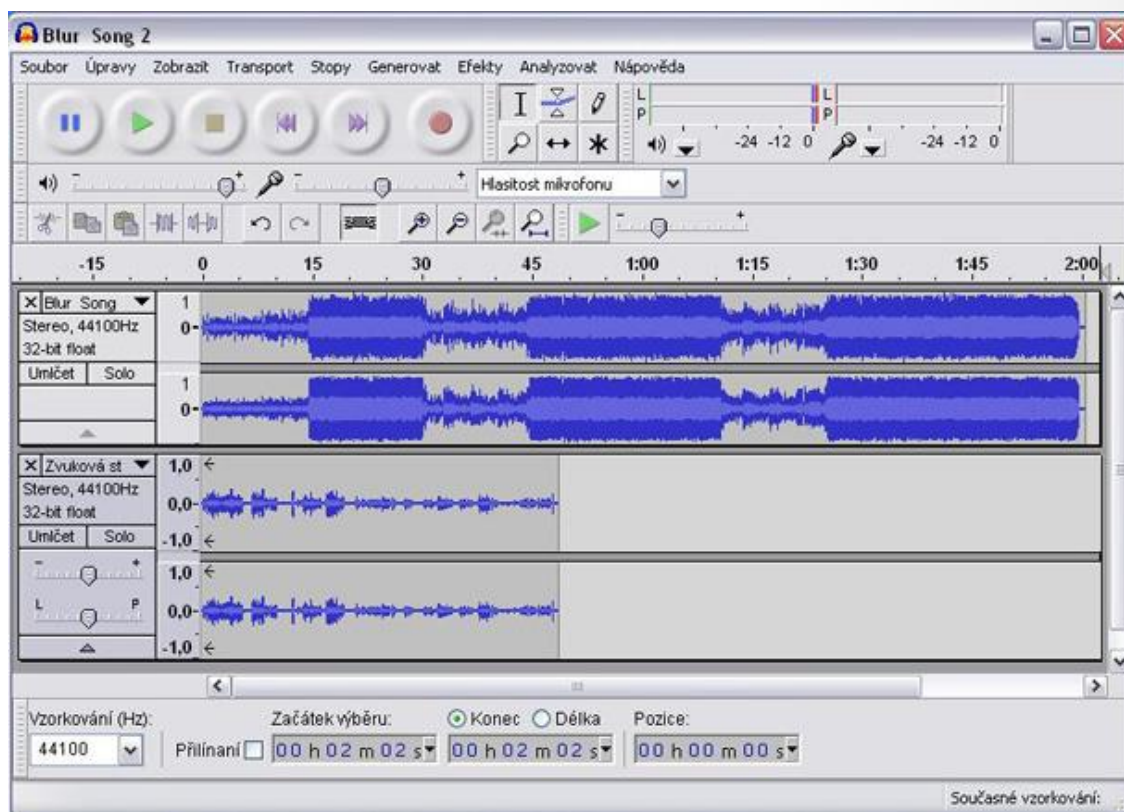 Blur Song 2
Soubor Úpravy Zobrazit Transport Stopy Generovat Efekty Analyzovat Nápověda
L L
P P
-24 -12 0 -24 -12 0
- + - + Hlasitost mikrofonu
- +
-15 0 15 30 45 1:00 1:15 1:30 1:45 2:00
Blur Song 1
Stereo, 44100Hz 0-
32-bit float
Umlčet Solo
1
0-
Zvuková st 1,0
Stereo, 44100Hz
32-bit float 0,0-
Umlčet Solo -1,0
- + 1,0
L P 0,0-
-1,0
Vzorkování (Hz): Začátek výběru: Konec Délka Pozice:
44100 Přilínaní 00 h 02 m 02 s 00 h 02 m 02 s 00 h 00 m 00 s
Současné vzorkování: